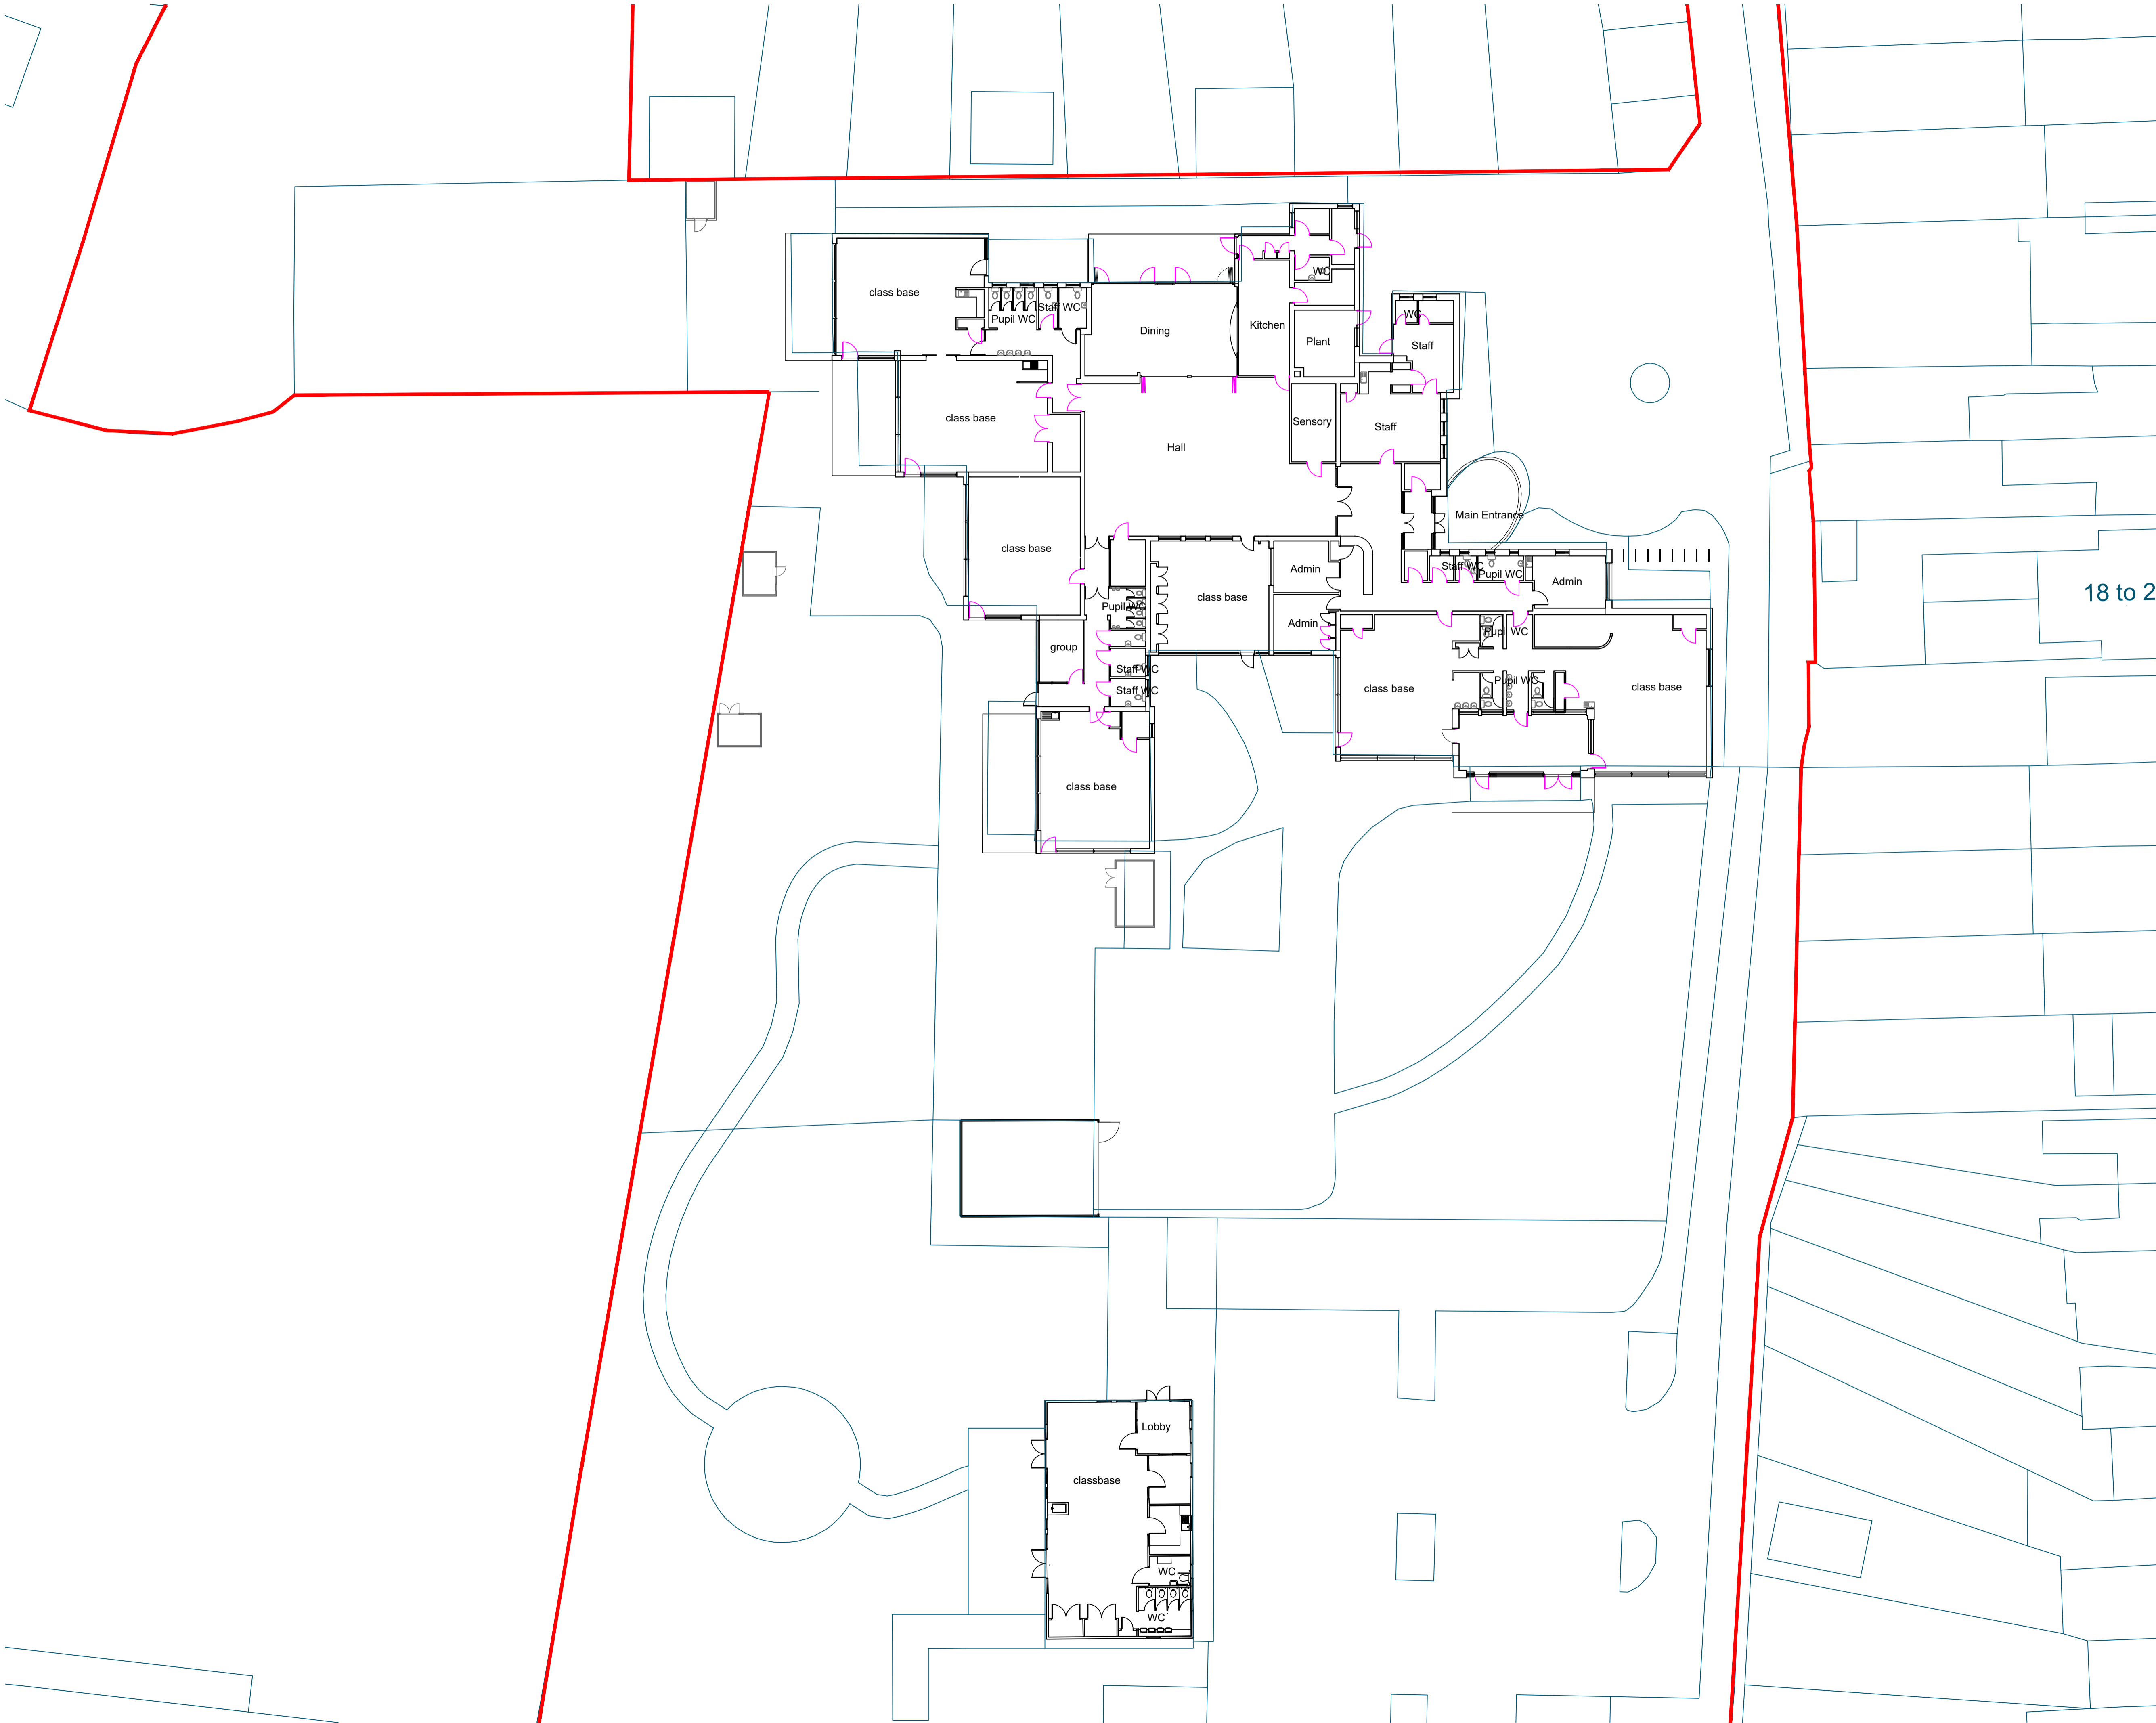 WC
class base
Staff WC
WC
Pupil WC
Kitchen
Dining
Plant
Staff
class base
Sensory
Staff
Hall
Main Entrance
class base
Staff WC
Admin
Pupil WC
Admin
18 to 2
class base
Pupil WC
Admin
Pupil WC
group
Staff WC
Pupil WC
class base
class base
Staff WC
class base
Lobby
classbase
WC
WC